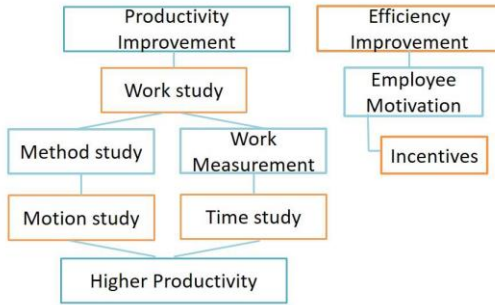 Productivity
Improvement
Efficiency
Improvement
Work study
Employee
Motivation
Method study
Work
Measurement
Incentives
Motion study
Time study
Higher Productivity